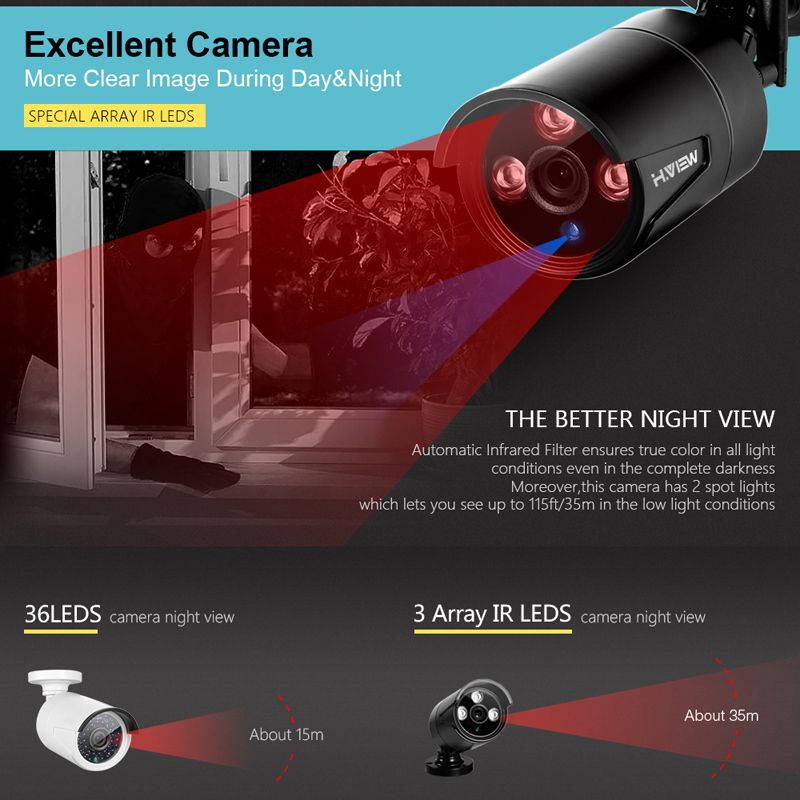 Excellent Camera
More Clear Image During Day&Night
SPECIAL ARRAY IR LEDS
H.VIEW
THE BETTER NIGHT VIEW
Automatic Infrared Filter ensures true color in all light
conditions even in the complete darkness
Moreover,this camera has 2 spot lights
which lets you see up to 115ft/35m in the low light conditions
36LEDS camera night view
3 Array IR LEDS camera night view
About 15m
About 35m